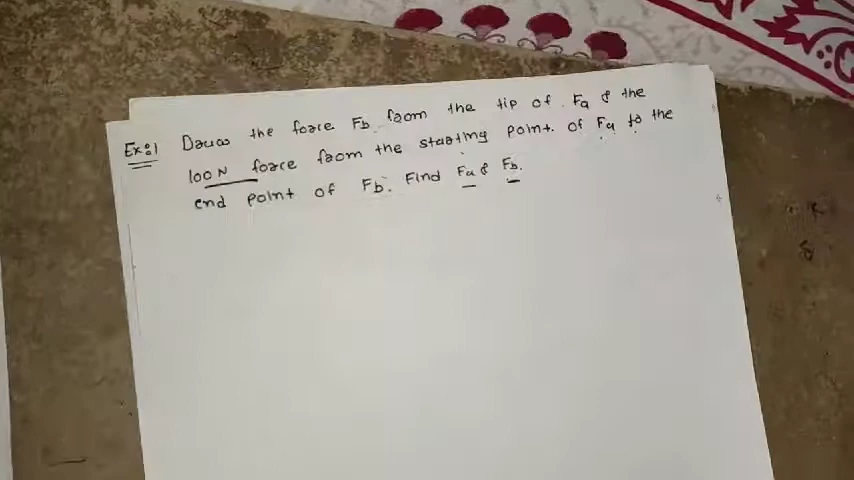 Ex:1 Draw the force Fb from the tip of Fa & the
100 N force from the starting point of Fa to the
end point of Fb. Find Fa & Fb.